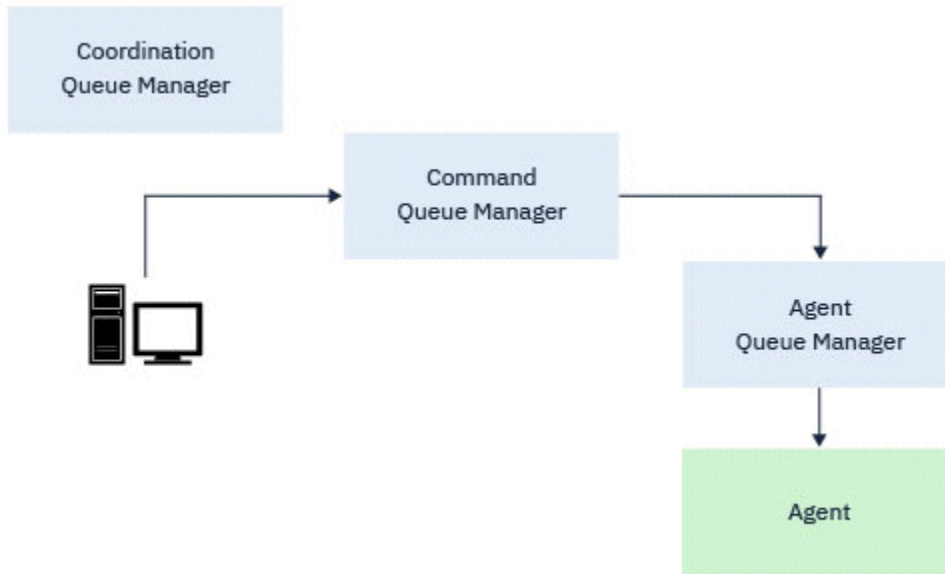 Coordination
Queue Manager
Command
Queue Manager
Agent
Queue Manager
Agent